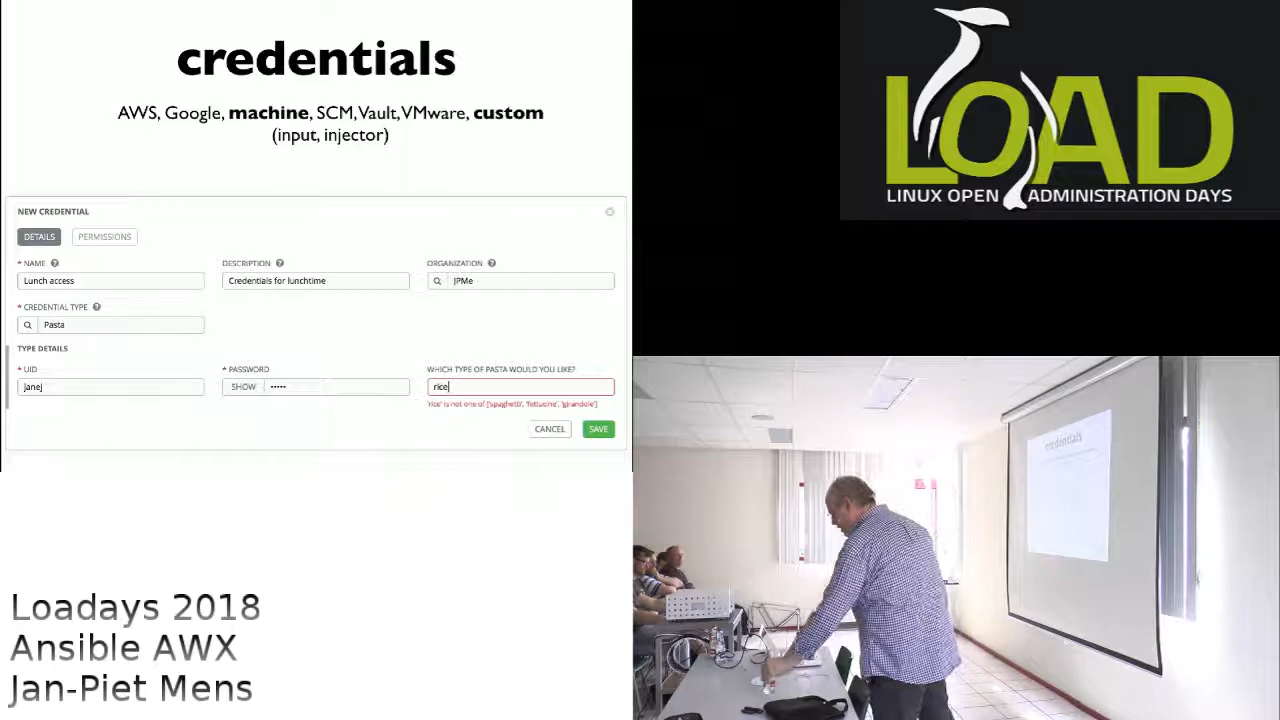 credentials
AWS, Google, machine, SCM, Vault, VMware, custom
(input, injector)
NEW CREDENTIAL
DETAILS
PERMISSIONS
* NAME
DESCRIPTION
ORGANIZATION
Lunch access
Credentials for lunchtime
JPMe
* CREDENTIAL TYPE
Pasta
TYPE DETAILS
* UID
* PASSWORD
WHICH TYPE OF PASTA WOULD YOU LIKE?
janej
SHOW
rice
'rice' is not one of ['spaghetti', 'fettucine', 'girandole']
CANCEL
SAVE
LOAD
LINUX OPEN ADMINISTRATION DAYS
credentials
Loadays 2018
Ansible AWX
Jan-Piet Mens